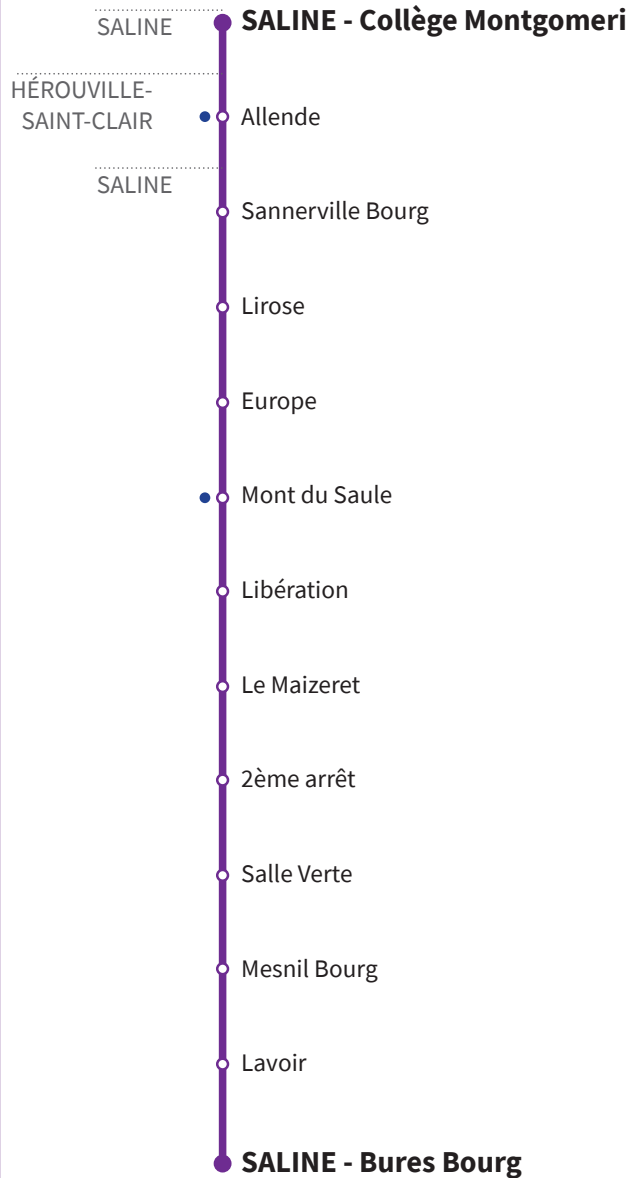 SALINE
SALINE - Collège Montgomeri
HÉROUVILLE-
SAINT-CLAIR
Allende
SALINE
Sannerville Bourg
Lirose
Europe
Mont du Saule
Libération
Le Maizeret
2ème arrêt
Salle Verte
Mesnil Bourg
Lavoir
SALINE - Bures Bourg